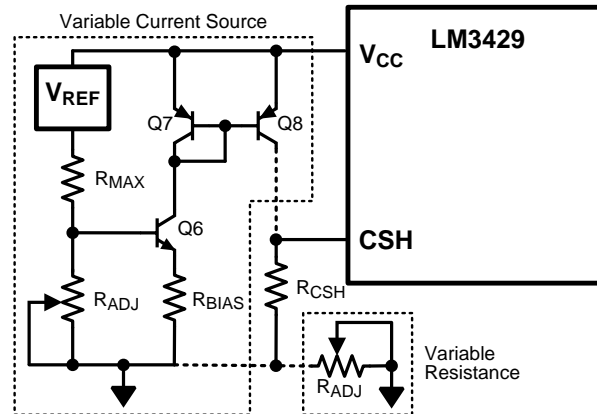 Variable Current Source
LM3429
VCC
VREF
Q7
Q8
RMAX
Q6
CSH
RADJ
RBIAS
RCSH
RADJ
Variable
Resistance